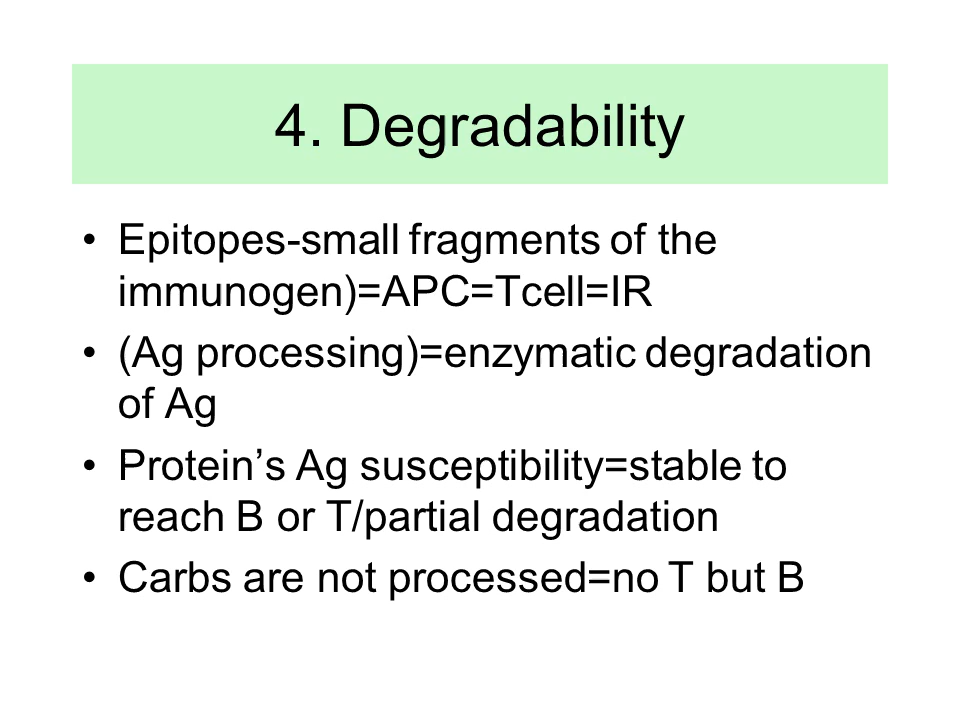 4. Degradability
• Epitopes-small fragments of the
immunogen)=APC=Tcell=IR
• (Ag processing)=enzymatic degradation
of Ag
• Protein’s Ag susceptibility=stable to
reach B or T/partial degradation
• Carbs are not processed=no T but B